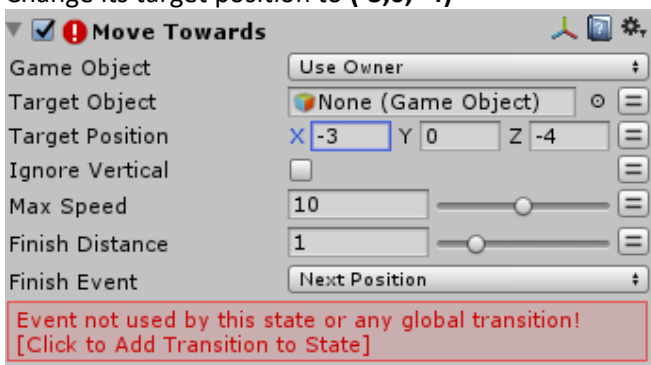 Change its target position to (-3,0,-4)
Move Towards
Game Object Use Owner
Target Object None (Game Object)
Target Position X -3 Y 0 Z -4
Ignore Vertical
Max Speed 10
Finish Distance 1
Finish Event Next Position
Event not used by this state or any global transition!
[Click to Add Transition to State]